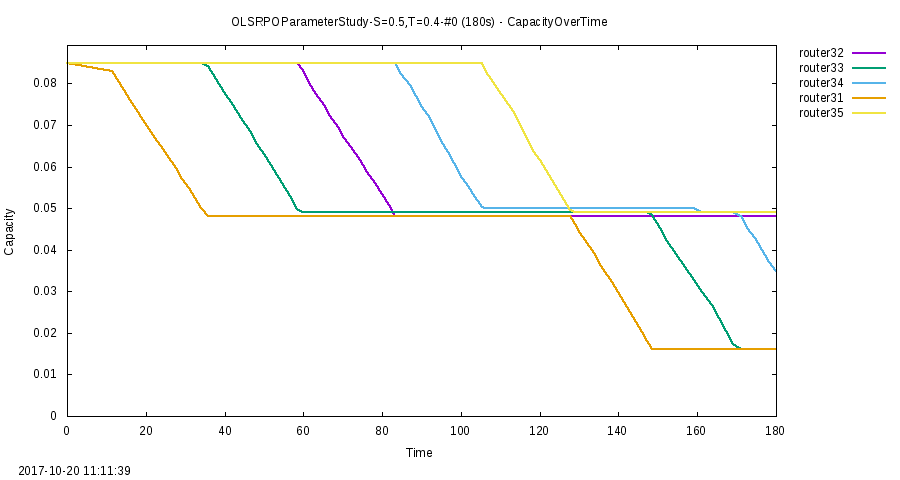 OLSRPOParameterStudy-S=0.5,T=0.4-#0 (180s) - CapacityOverTime
router32
router33
router34
router31
router35
0.08
0.07
0.06
0.05
0.04
0.03
0.02
0.01
0
Capacity
0 20 40 60 80 100 120 140 160 180
Time
2017-10-20 11:11:39